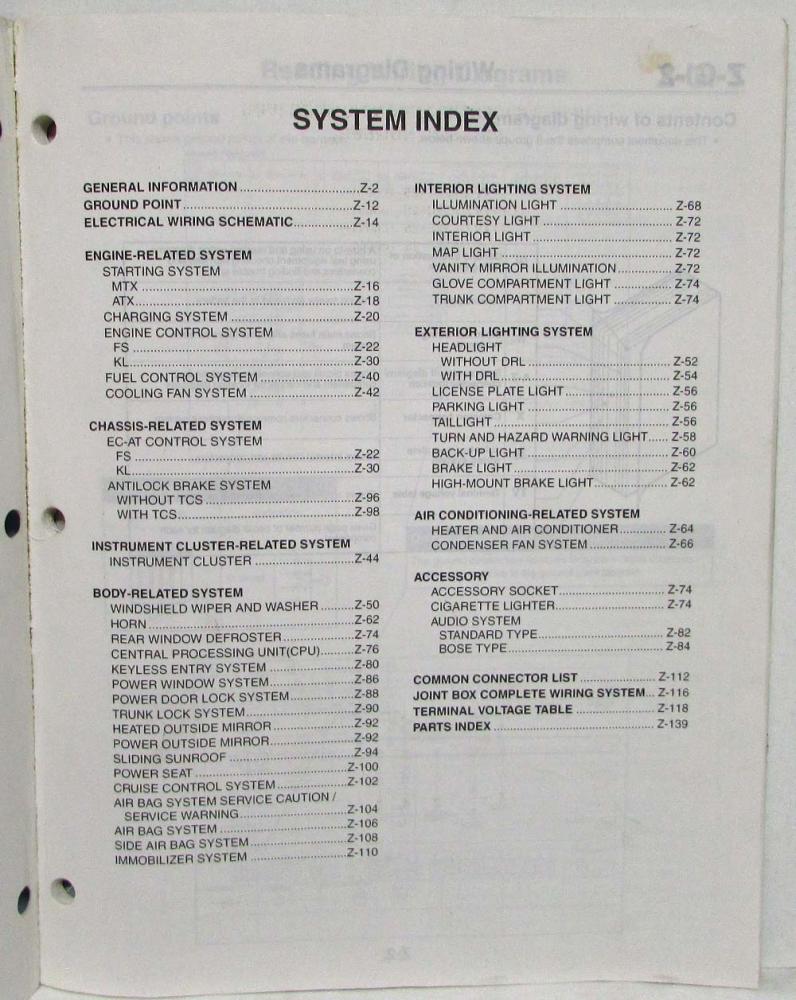 SYSTEM INDEX
GENERAL INFORMATION ..................................Z-2
GROUND POINT..................................................Z-12
ELECTRICAL WIRING SCHEMATIC.................Z-14
ENGINE-RELATED SYSTEM
STARTING SYSTEM
MTX ...............................................................Z-16
ATX................................................................Z-18
CHARGING SYSTEM ....................................Z-20
ENGINE CONTROL SYSTEM
FS .................................................................Z-22
KL..................................................................Z-30
FUEL CONTROL SYSTEM ............................Z-40
COOLING FAN SYSTEM ...............................Z-42
CHASSIS-RELATED SYSTEM
EC-AT CONTROL SYSTEM
FS .................................................................Z-22
KL..................................................................Z-30
ANTILOCK BRAKE SYSTEM
WITHOUT TCS .............................................Z-96
WITH TCS.....................................................Z-98
INSTRUMENT CLUSTER-RELATED SYSTEM
INSTRUMENT CLUSTER ..............................Z-44
BODY-RELATED SYSTEM
WINDSHIELD WIPER AND WASHER ..........Z-50
HORN ............................................................Z-62
REAR WINDOW DEFROSTER.....................Z-74
CENTRAL PROCESSING UNIT(CPU)..........Z-76
KEYLESS ENTRY SYSTEM .........................Z-80
POWER WINDOW SYSTEM.........................Z-86
POWER DOOR LOCK SYSTEM...................Z-88
TRUNK LOCK SYSTEM................................Z-90
HEATED OUTSIDE MIRROR .......................Z-92
POWER OUTSIDE MIRROR.........................Z-92
SLIDING SUNROOF .....................................Z-94
POWER SEAT .............................................Z-100
CRUISE CONTROL SYSTEM .....................Z-102
AIR BAG SYSTEM SERVICE CAUTION /
SERVICE WARNING................................Z-104
AIR BAG SYSTEM ......................................Z-106
SIDE AIR BAG SYSTEM.............................Z-108
IMMOBILIZER SYSTEM .............................Z-110
INTERIOR LIGHTING SYSTEM
ILLUMINATION LIGHT ................................ Z-68
COURTESY LIGHT ..................................... Z-72
INTERIOR LIGHT......................................... Z-72
MAP LIGHT .................................................. Z-72
VANITY MIRROR ILLUMINATION............... Z-72
GLOVE COMPARTMENT LIGHT ................ Z-74
TRUNK COMPARTMENT LIGHT ................ Z-74
EXTERIOR LIGHTING SYSTEM
HEADLIGHT
WITHOUT DRL .......................................... Z-52
WITH DRL.................................................. Z-54
LICENSE PLATE LIGHT............................... Z-56
PARKING LIGHT .......................................... Z-56
TAILLIGHT.................................................... Z-56
TURN AND HAZARD WARNING LIGHT...... Z-58
BACK-UP LIGHT .......................................... Z-60
BRAKE LIGHT.............................................. Z-62
HIGH-MOUNT BRAKE LIGHT...................... Z-62
AIR CONDITIONING-RELATED SYSTEM
HEATER AND AIR CONDITIONER.............. Z-64
CONDENSER FAN SYSTEM ...................... Z-66
ACCESSORY
ACCESSORY SOCKET............................... Z-74
CIGARETTE LIGHTER................................ Z-74
AUDIO SYSTEM
STANDARD TYPE..................................... Z-82
BOSE TYPE............................................... Z-84
COMMON CONNECTOR LIST ...................... Z-112
JOINT BOX COMPLETE WIRING SYSTEM... Z-116
TERMINAL VOLTAGE TABLE ....................... Z-118
PARTS INDEX ............................................... Z-139